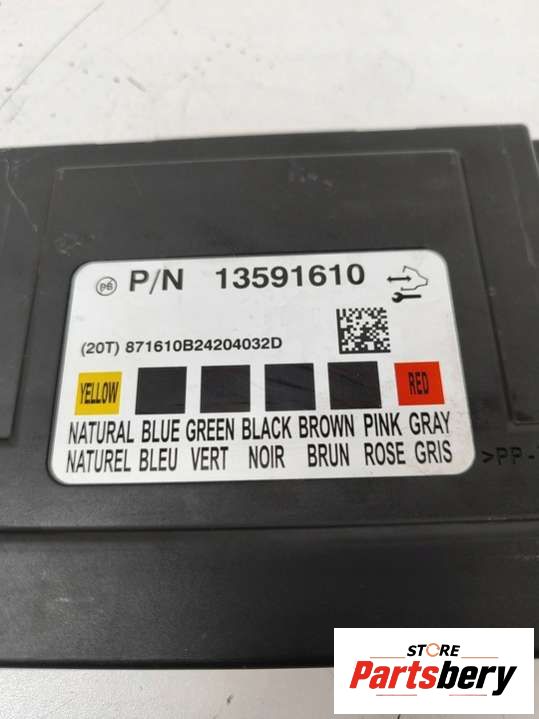 Pb P/N 13591610
(20T) 871610B24204032D
YELLOW RED
NATURAL BLUE GREEN BLACK BROWN PINK GRAY
NATUREL BLEU VERT NOIR BRUN ROSE GRIS
>PP-
STORE
Partsbery